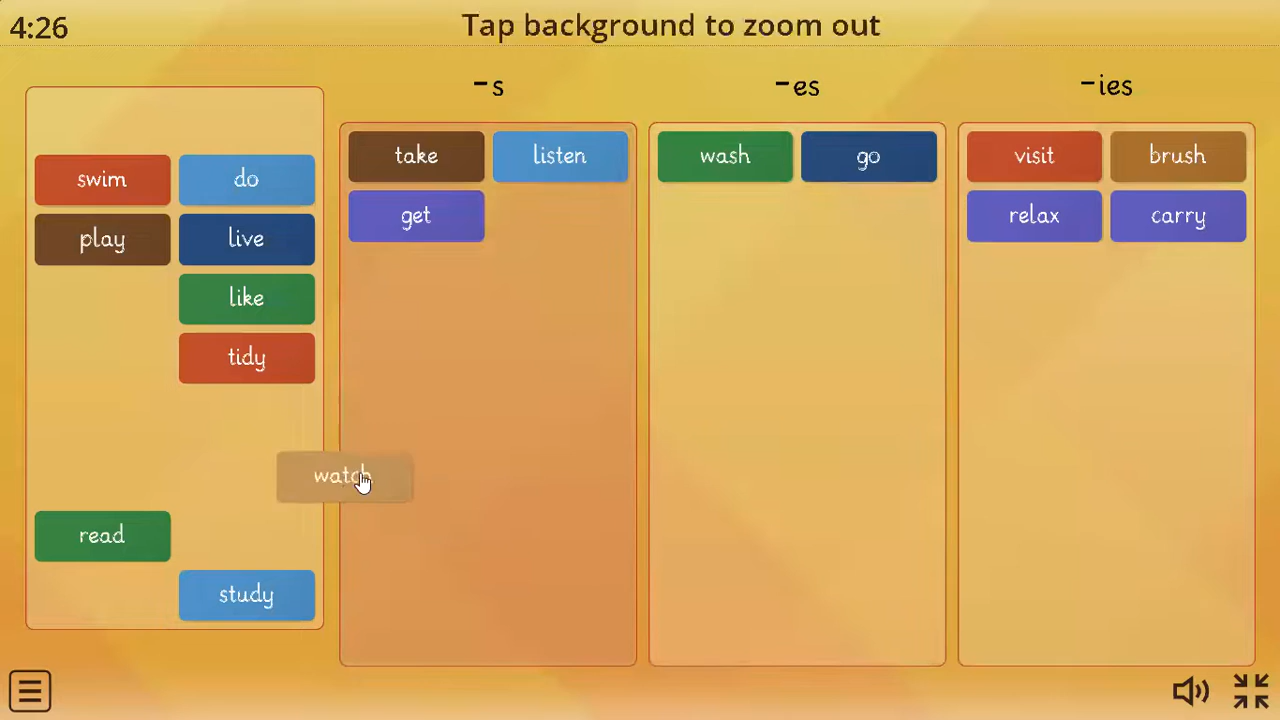 4:26
Tap background to zoom out
-s
-es
-ies
take
listen
wash
go
visit
brush
swim
do
get
relax
carry
play
live
like
tidy
watch
read
study